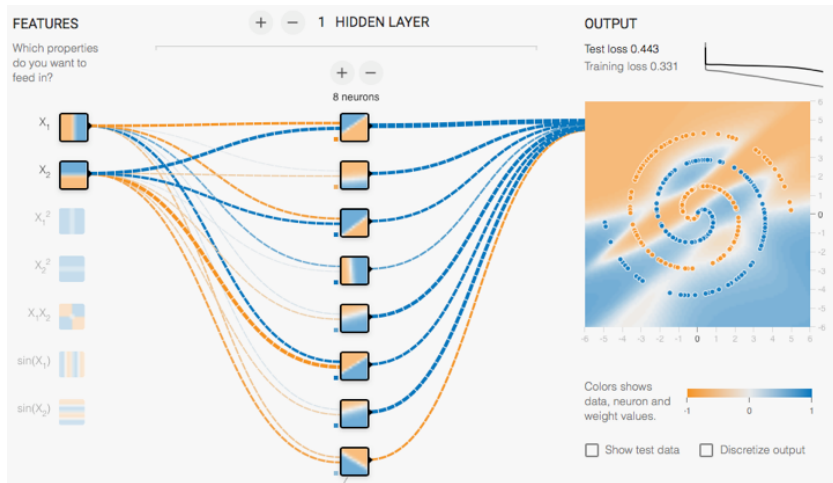 FEATURES
Which properties
do you want to
feed in?
+ − 1 HIDDEN LAYER
+ −
8 neurons
X1
X2
X1²
X2²
X1X2
sin(X1)
sin(X2)
OUTPUT
Test loss 0.443
Training loss 0.331
6
5
4
3
2
1
0
-1
-2
-3
-4
-5
-6
-6 -5 -4 -3 -2 -1 0 1 2 3 4 5 6
Colors shows
data, neuron and
weight values.
-1 0 1
Show test data
Discretize output